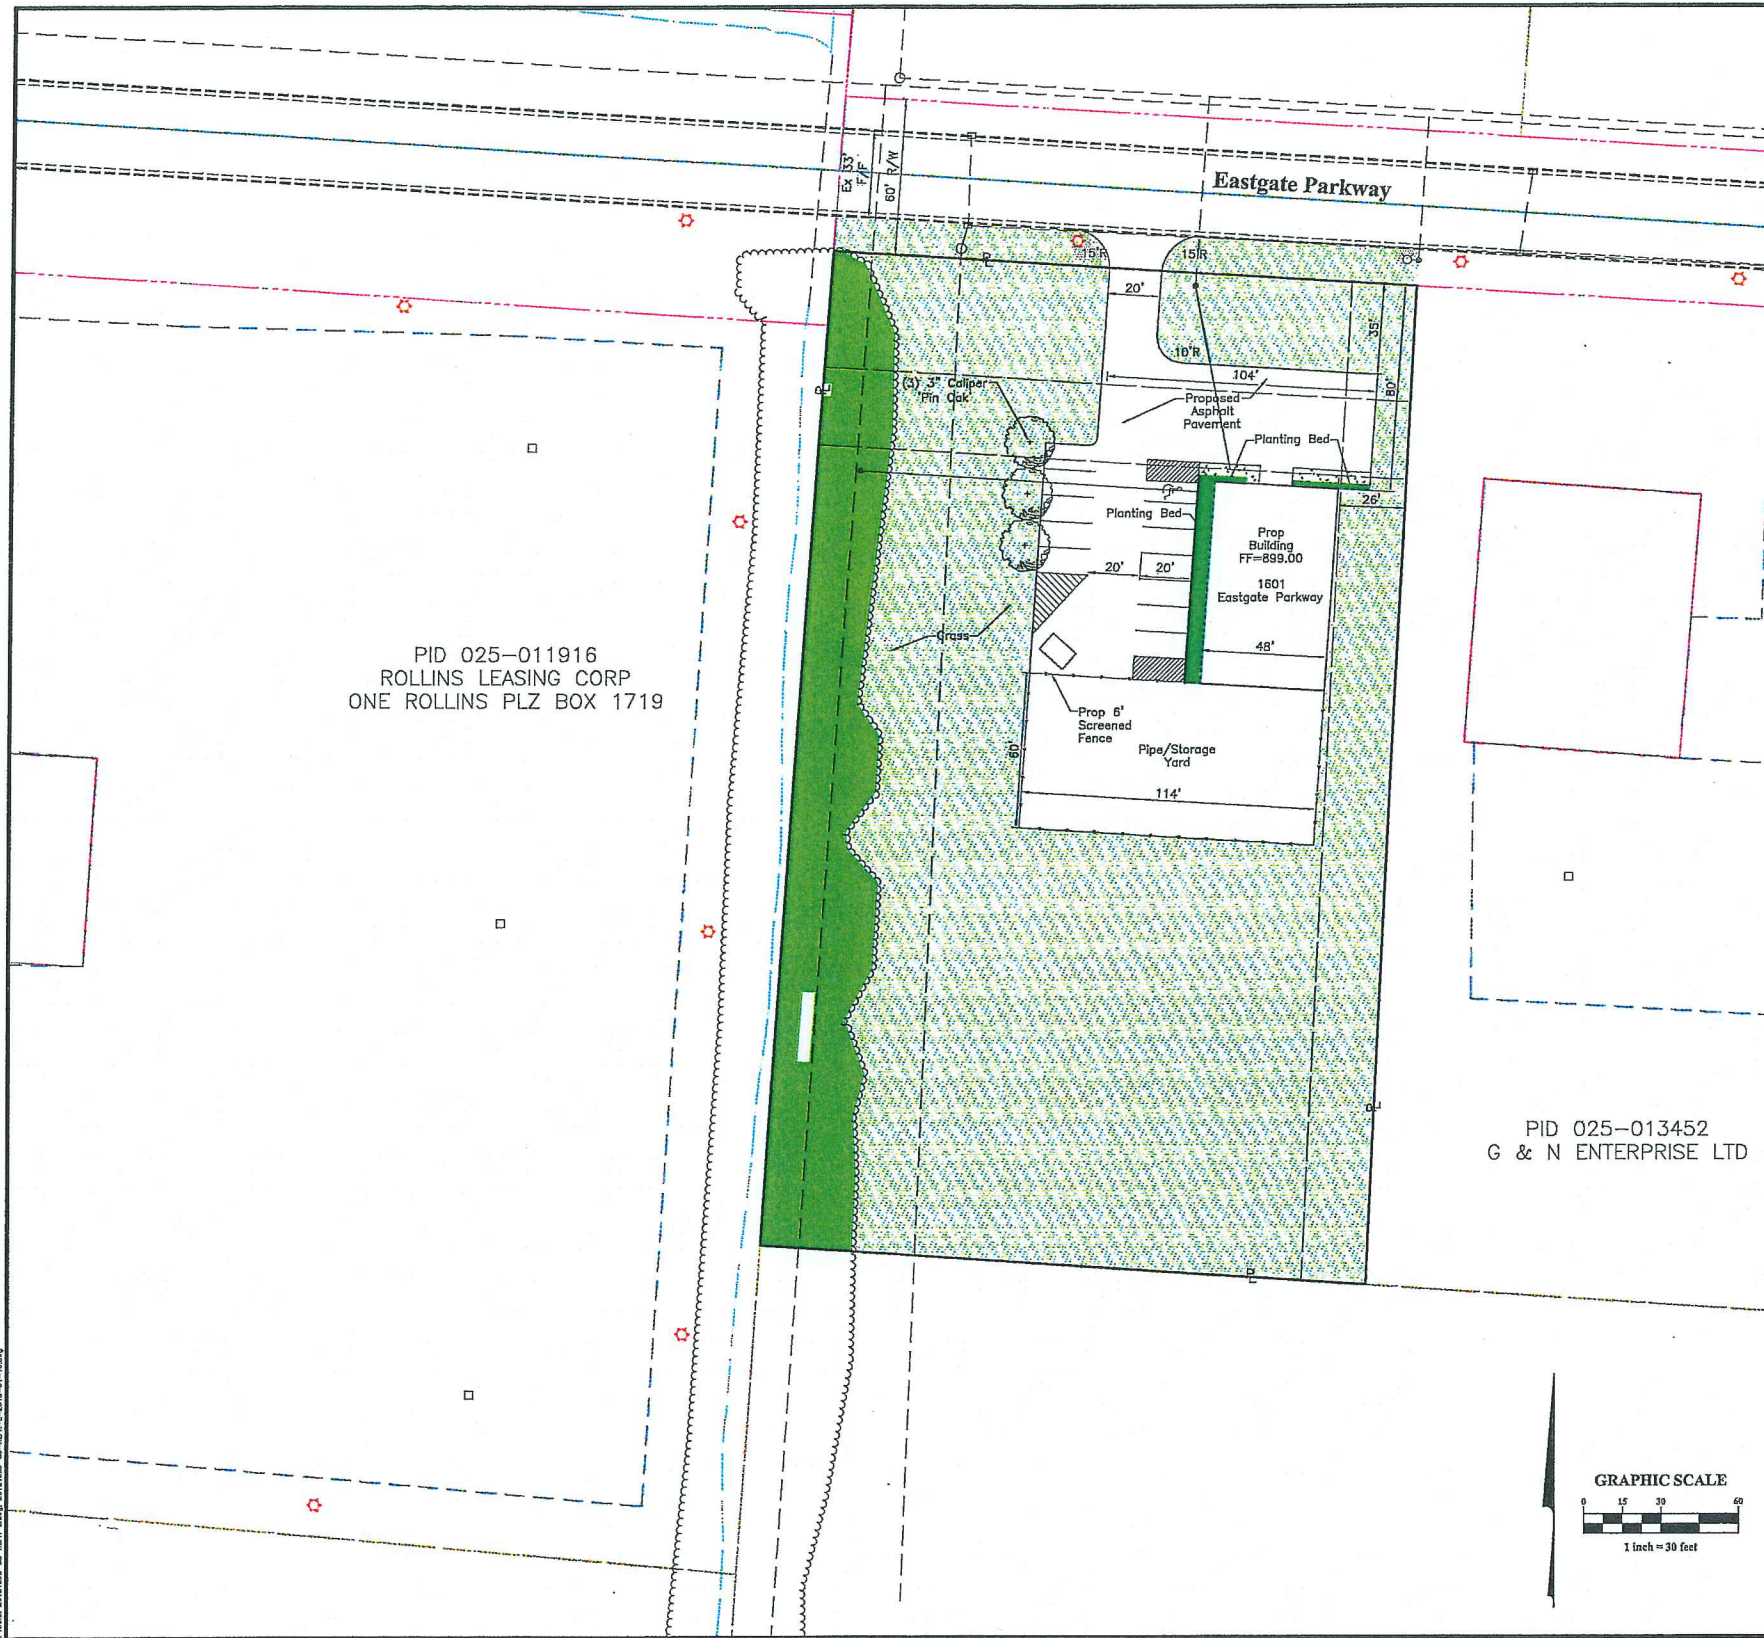 Eastgate Parkway
Ex 33'
F/F
60' R/W
15'R
15'R
20'
35'
10'R
104'
80'
(3) 3" Caliper
'Pin Oak'
Proposed
Asphalt
Pavement
Planting Bed
26'
Planting Bed
Prop
Building
FF=899.00
1601
Eastgate Parkway
20'
20'
Grass
48'
PID 025-011916
ROLLINS LEASING CORP
ONE ROLLINS PLZ BOX 1719
Prop 6'
Screened
Fence
60'
Pipe/Storage
Yard
114'
PID 025-013452
G & N ENTERPRISE LTD
GRAPHIC SCALE
0 15 30 60
1 inch = 30 feet